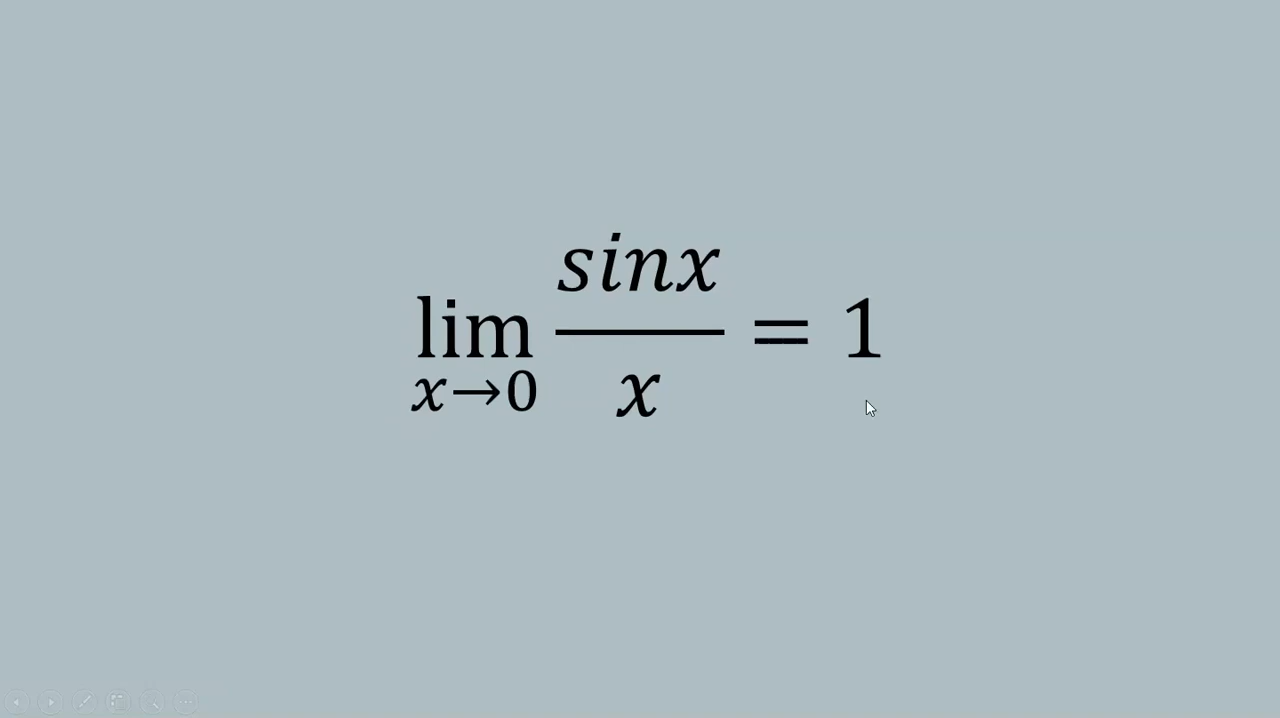 lim x→0 sinx/x = 1